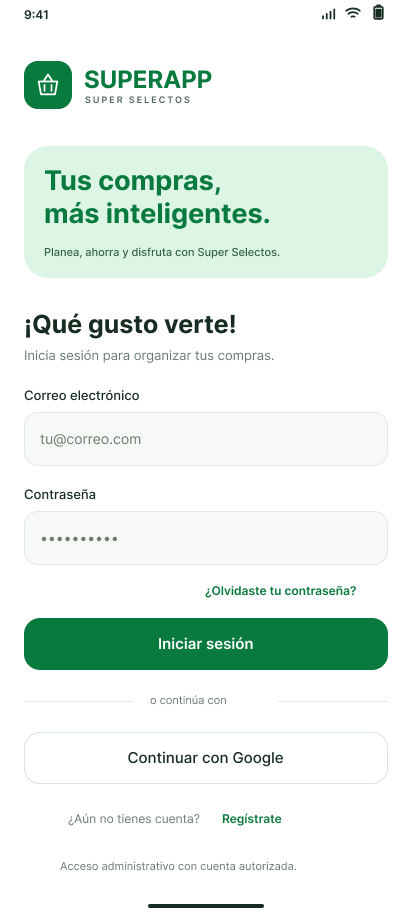 9:41
SUPERAPP
SUPER SELECTOS
Tus compras,
más inteligentes.
Planea, ahorra y disfruta con Super Selectos.
¡Qué gusto verte!
Inicia sesión para organizar tus compras.
Correo electrónico
tu@correo.com
Contraseña
••••••••••
¿Olvidaste tu contraseña?
Iniciar sesión
o continúa con
Continuar con Google
¿Aún no tienes cuenta? Regístrate
Acceso administrativo con cuenta autorizada.